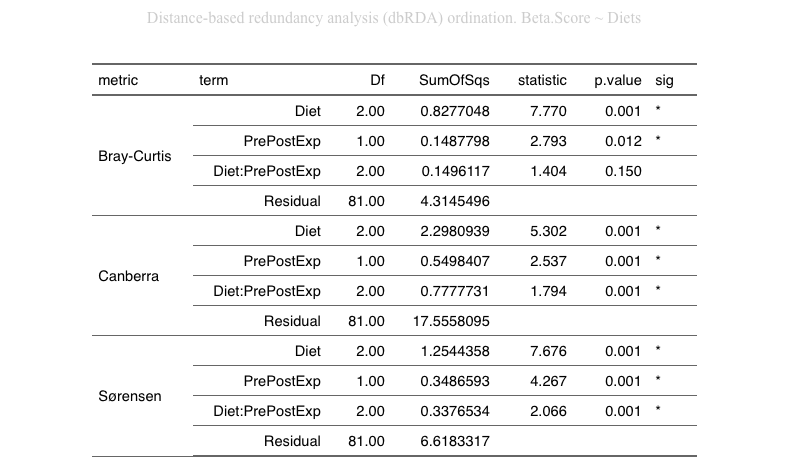 Distance-based redundancy analysis (dbRDA) ordination. Beta.Score ~ Diets
metric term Df SumOfSqs statistic p.value sig
Diet 2.00 0.8277048 7.770 0.001 *
PrePostExp 1.00 0.1487798 2.793 0.012 *
Bray-Curtis
Diet:PrePostExp 2.00 0.1496117 1.404 0.150
Residual 81.00 4.3145496
Diet 2.00 2.2980939 5.302 0.001 *
PrePostExp 1.00 0.5498407 2.537 0.001 *
Canberra
Diet:PrePostExp 2.00 0.7777731 1.794 0.001 *
Residual 81.00 17.5558095
Diet 2.00 1.2544358 7.676 0.001 *
PrePostExp 1.00 0.3486593 4.267 0.001 *
Sørensen
Diet:PrePostExp 2.00 0.3376534 2.066 0.001 *
Residual 81.00 6.6183317